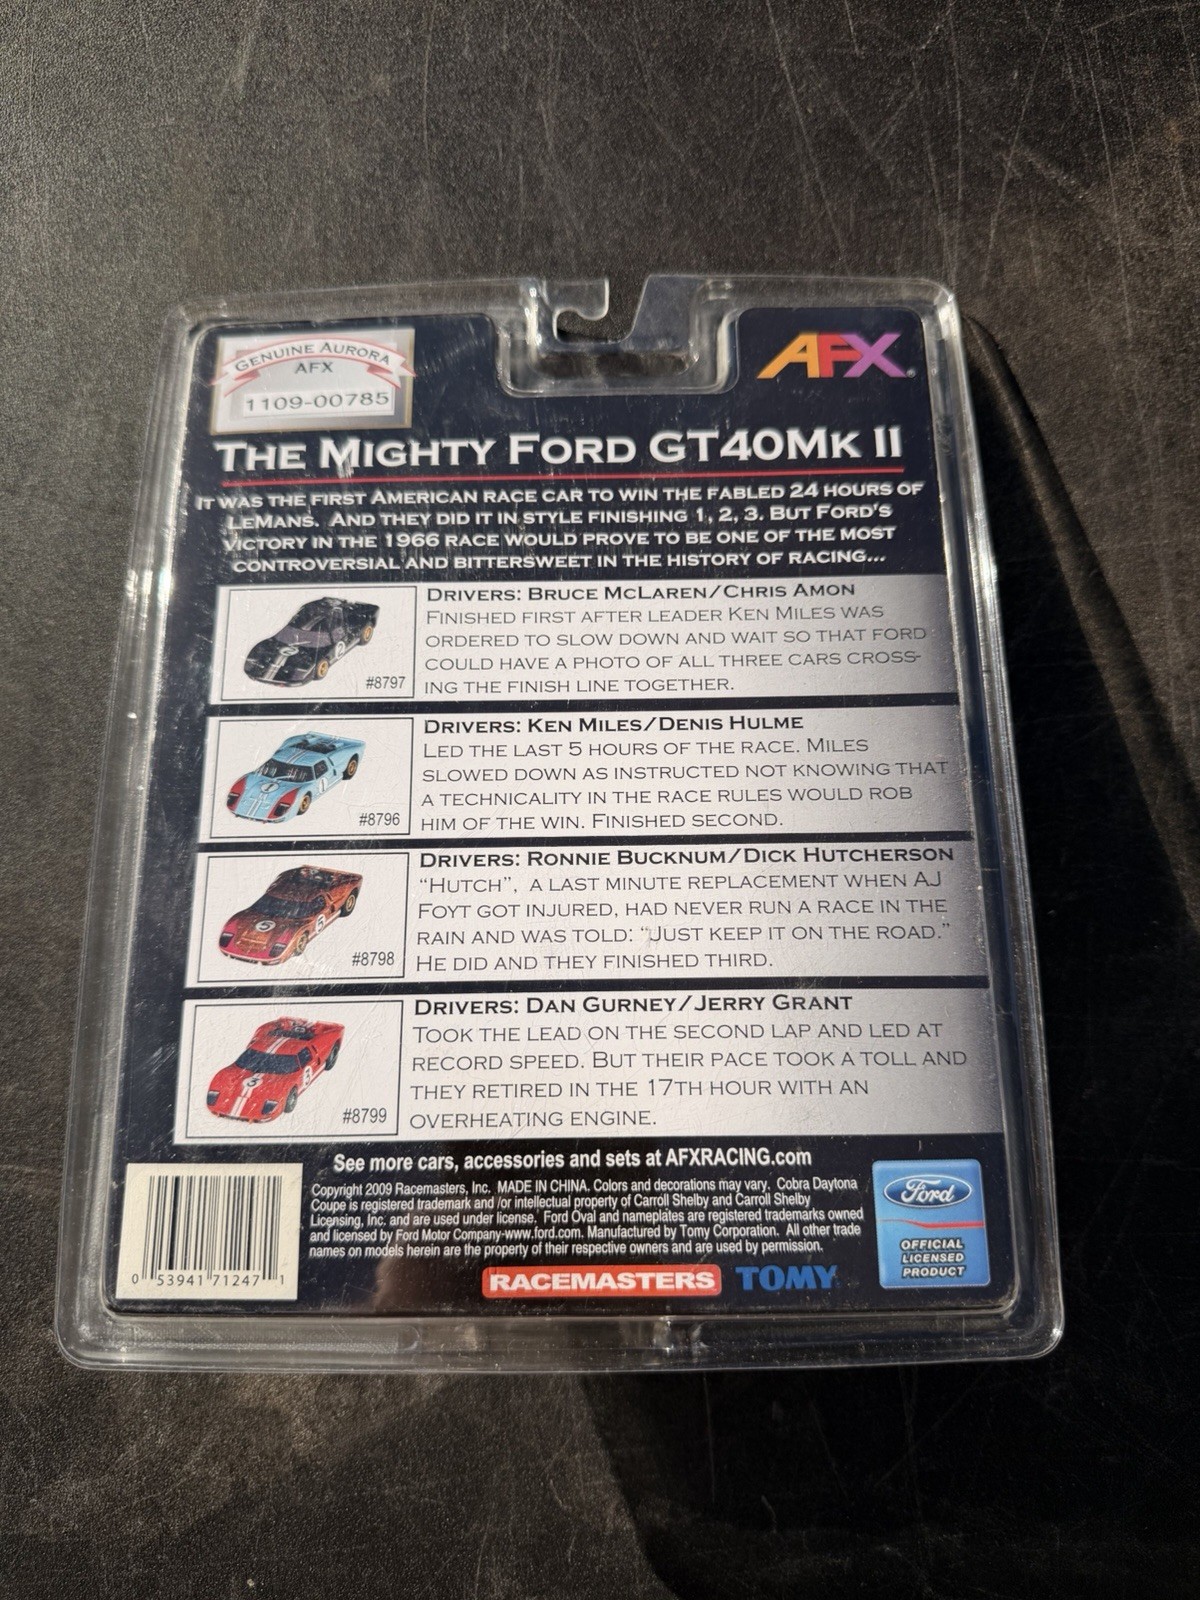 GENUINE AURORA
AFX
1109-00785
AFX
THE MIGHTY FORD GT40MK II
IT WAS THE FIRST AMERICAN RACE CAR TO WIN THE FABLED 24 HOURS OF
LEMANS. AND THEY DID IT IN STYLE FINISHING 1, 2, 3. BUT FORD'S
VICTORY IN THE 1966 RACE WOULD PROVE TO BE ONE OF THE MOST
CONTROVERSIAL AND BITTERSWEET IN THE HISTORY OF RACING...
2
2
#8797
DRIVERS: BRUCE MCLAREN/CHRIS AMON
FINISHED FIRST AFTER LEADER KEN MILES WAS
ORDERED TO SLOW DOWN AND WAIT SO THAT FORD
COULD HAVE A PHOTO OF ALL THREE CARS CROSS-
ING THE FINISH LINE TOGETHER.
1
1
#8796
DRIVERS: KEN MILES/DENIS HULME
LED THE LAST 5 HOURS OF THE RACE. MILES
SLOWED DOWN AS INSTRUCTED NOT KNOWING THAT
A TECHNICALITY IN THE RACE RULES WOULD ROB
HIM OF THE WIN. FINISHED SECOND.
5
5
#8798
DRIVERS: RONNIE BUCKNUM/DICK HUTCHERSON
"HUTCH", A LAST MINUTE REPLACEMENT WHEN AJ
FOYT GOT INJURED, HAD NEVER RUN A RACE IN THE
RAIN AND WAS TOLD: "JUST KEEP IT ON THE ROAD."
HE DID AND THEY FINISHED THIRD.
3
3
#8799
DRIVERS: DAN GURNEY/JERRY GRANT
TOOK THE LEAD ON THE SECOND LAP AND LED AT
RECORD SPEED. BUT THEIR PACE TOOK A TOLL AND
THEY RETIRED IN THE 17TH HOUR WITH AN
OVERHEATING ENGINE.
See more cars, accessories and sets at AFXRACING.com
Copyright 2009 Racemasters, Inc. MADE IN CHINA. Colors and decorations may vary. Cobra Daytona
Coupe is registered trademark and /or intellectual property of Carroll Shelby and Carroll Shelby
Licensing, Inc. and are used under license. Ford Oval and nameplates are registered trademarks owned
and licensed by Ford Motor Company-www.ford.com. Manufactured by Tomy Corporation. All other trade
names on models herein are the property of their respective owners and are used by permission.
0 53941 71247 1
RACEMASTERS
TOMY
Ford
OFFICIAL
LICENSED
PRODUCT